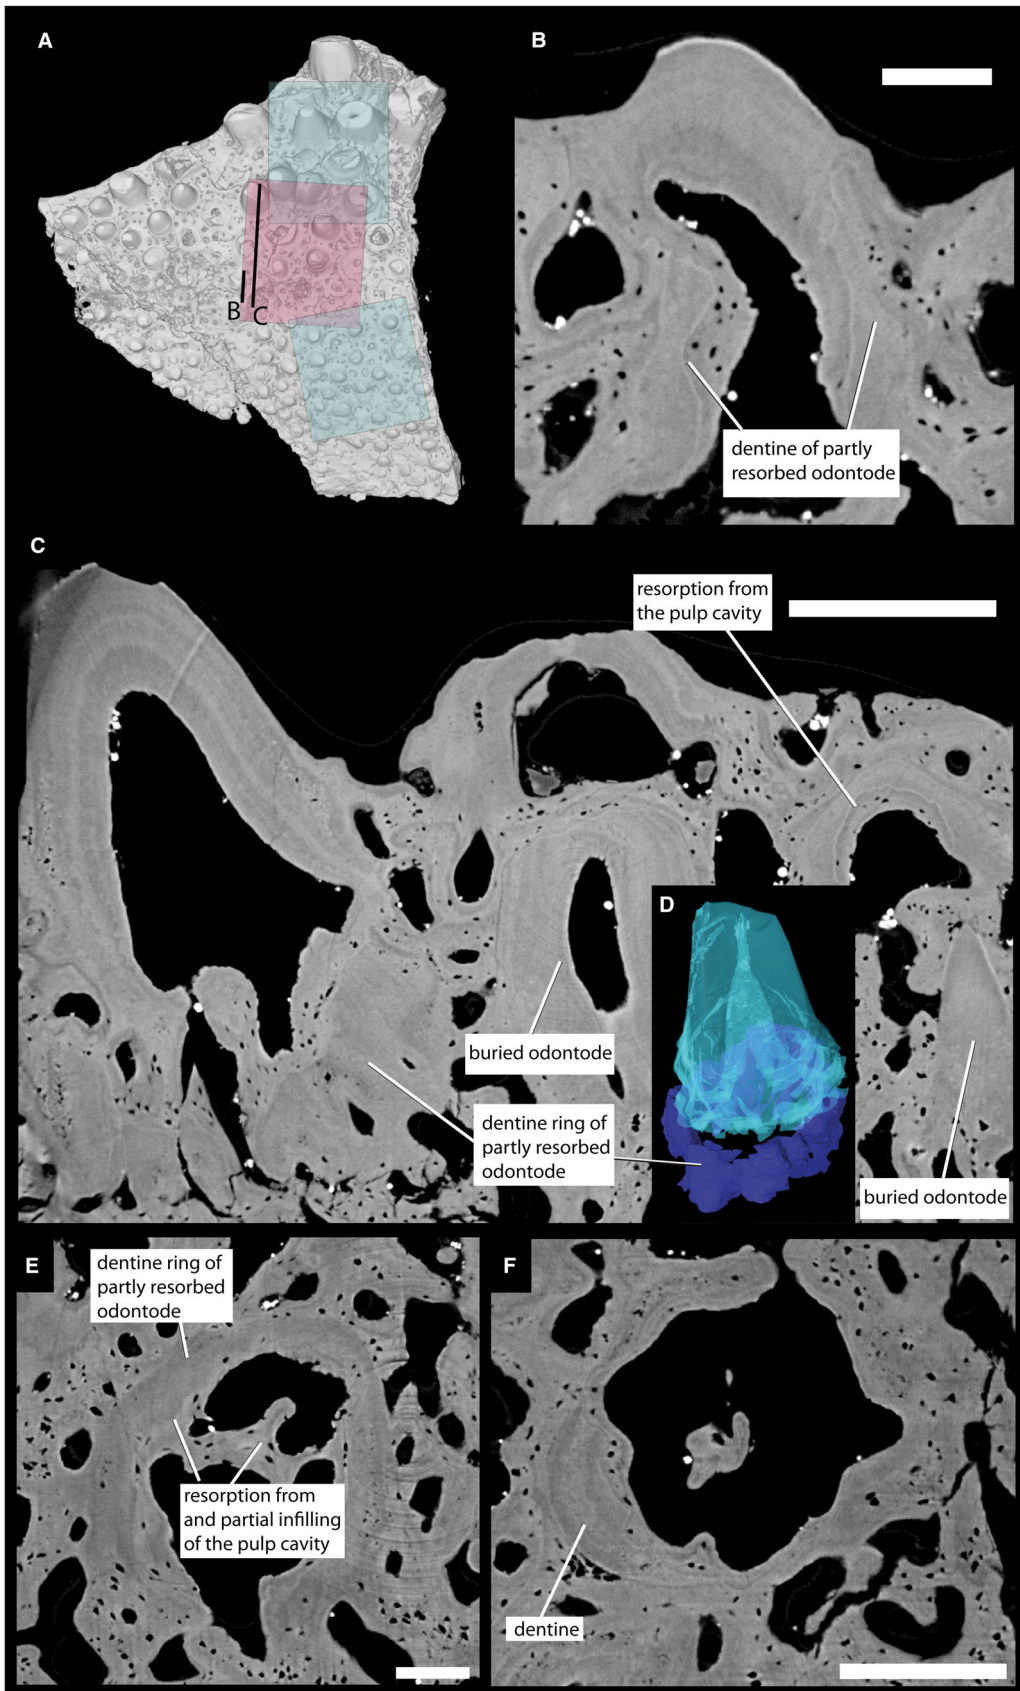 A
B
C
B
dentine of partly
resorbed odontode
C
resorption from
the pulp cavity
D
buried odontode
dentine ring of
partly resorbed
odontode
buried odontode
E
dentine ring of
partly resorbed
odontode
resorption from
and partial infilling
of the pulp cavity
F
dentine